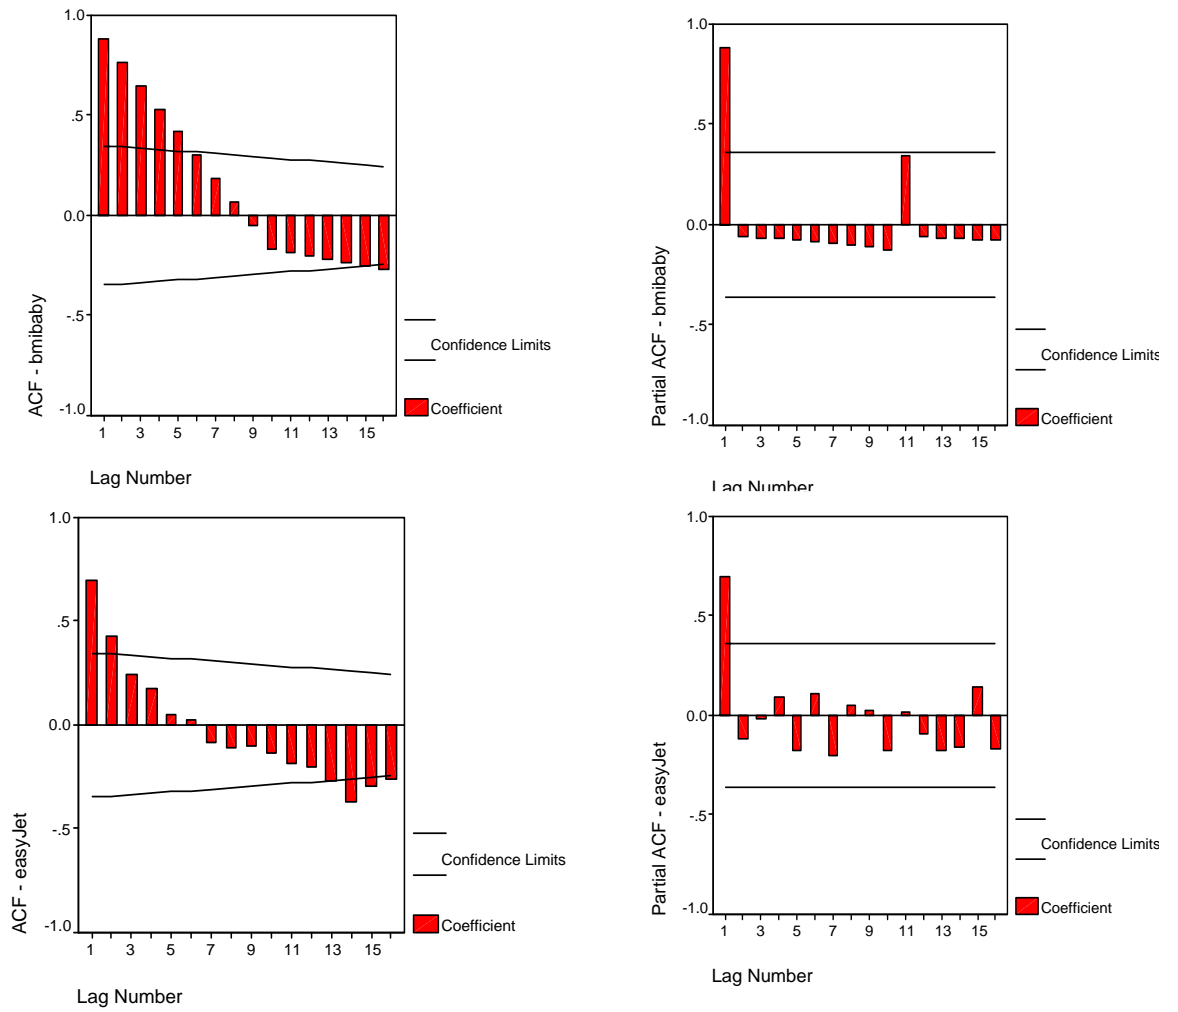 1.0
.5
0.0
-.5
-1.0
ACF - bmibaby
1 3 5 7 9 11 13 15
Lag Number
Confidence Limits
Coefficient
1.0
.5
0.0
-.5
-1.0
Partial ACF - bmibaby
1 3 5 7 9 11 13 15
Lag Number
Confidence Limits
Coefficient
1.0
.5
0.0
-.5
-1.0
ACF - easyJet
1 3 5 7 9 11 13 15
Lag Number
Confidence Limits
Coefficient
1.0
.5
0.0
-.5
-1.0
Partial ACF - easyJet
1 3 5 7 9 11 13 15
Lag Number
Confidence Limits
Coefficient